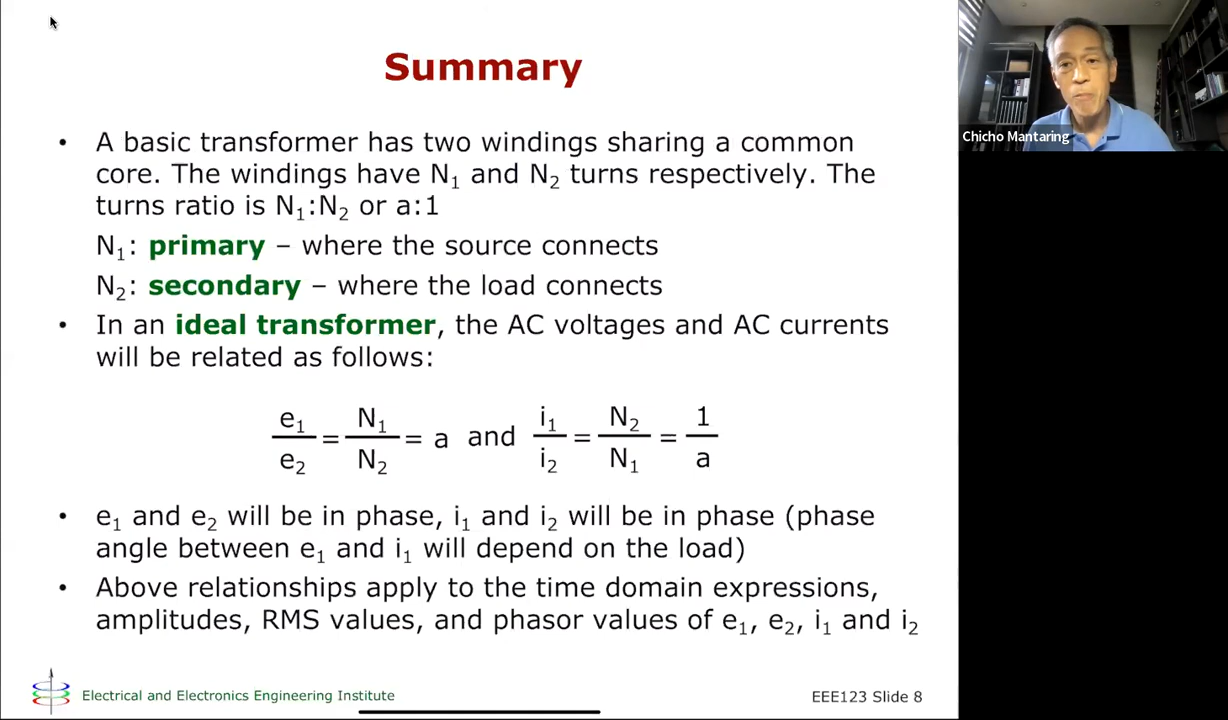 Summary
• A basic transformer has two windings sharing a common
core. The windings have N₁ and N₂ turns respectively. The
turns ratio is N₁:N₂ or a:1
N₁: primary – where the source connects
N₂: secondary – where the load connects
• In an ideal transformer, the AC voltages and AC currents
will be related as follows:
e₁/e₂ = N₁/N₂ = a and i₁/i₂ = N₂/N₁ = 1/a
• e₁ and e₂ will be in phase, i₁ and i₂ will be in phase (phase
angle between e₁ and i₁ will depend on the load)
• Above relationships apply to the time domain expressions,
amplitudes, RMS values, and phasor values of e₁, e₂, i₁ and i₂
Electrical and Electronics Engineering Institute
EEE123 Slide 8
Chicho Mantaring